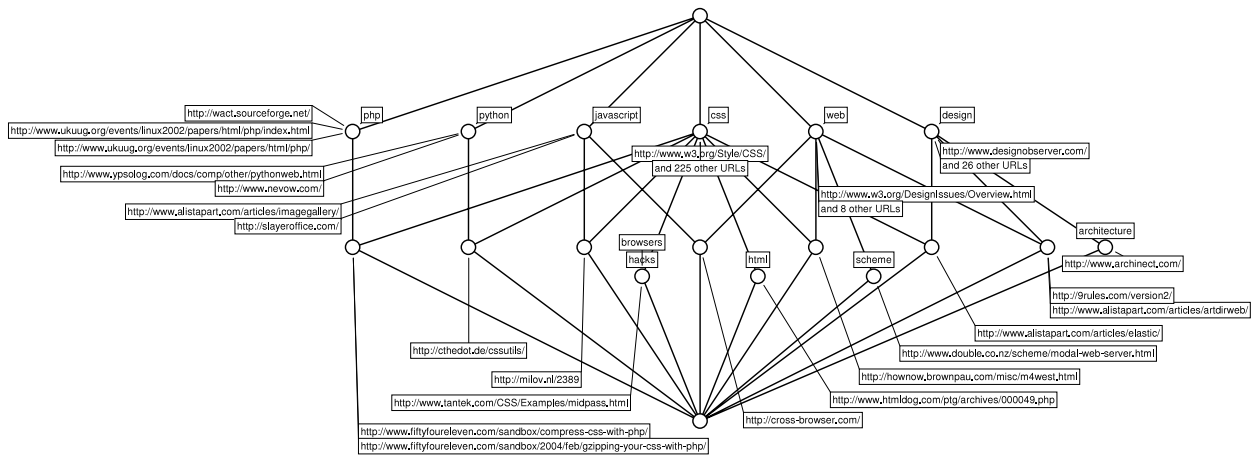 http://wact.sourceforge.net/
php
python
javascript
css
web
design
http://www.ukuug.org/events/linux2002/papers/html/php/index.html
http://www.ukuug.org/events/linux2002/papers/html/php/
http://www.w3.org/Style/CSS/
and 225 other URLs
http://www.designobserver.com/
and 26 other URLs
http://www.ypsolog.com/docs/comp/other/pythonweb.html
http://www.nevow.com/
http://www.w3.org/DesignIssues/Overview.html
and 8 other URLs
http://www.alistapart.com/articles/imagegallery/
http://slayeroffice.com/
architecture
browsers
hacks
html
scheme
http://www.archinect.com/
http://9rules.com/version2/
http://www.alistapart.com/articles/artdirweb/
http://www.alistapart.com/articles/elastic/
http://cthedot.de/cssutils/
http://www.double.co.nz/scheme/modal-web-server.html
http://milov.nl/2389
http://hownow.brownpau.com/misc/m4west.html
http://www.tantek.com/CSS/Examples/midpass.html
http://www.htmldog.com/ptg/archives/000049.php
http://cross-browser.com/
http://www.fiftyfoureleven.com/sandbox/compress-css-with-php/
http://www.fiftyfoureleven.com/sandbox/2004/feb/gzipping-your-css-with-php/